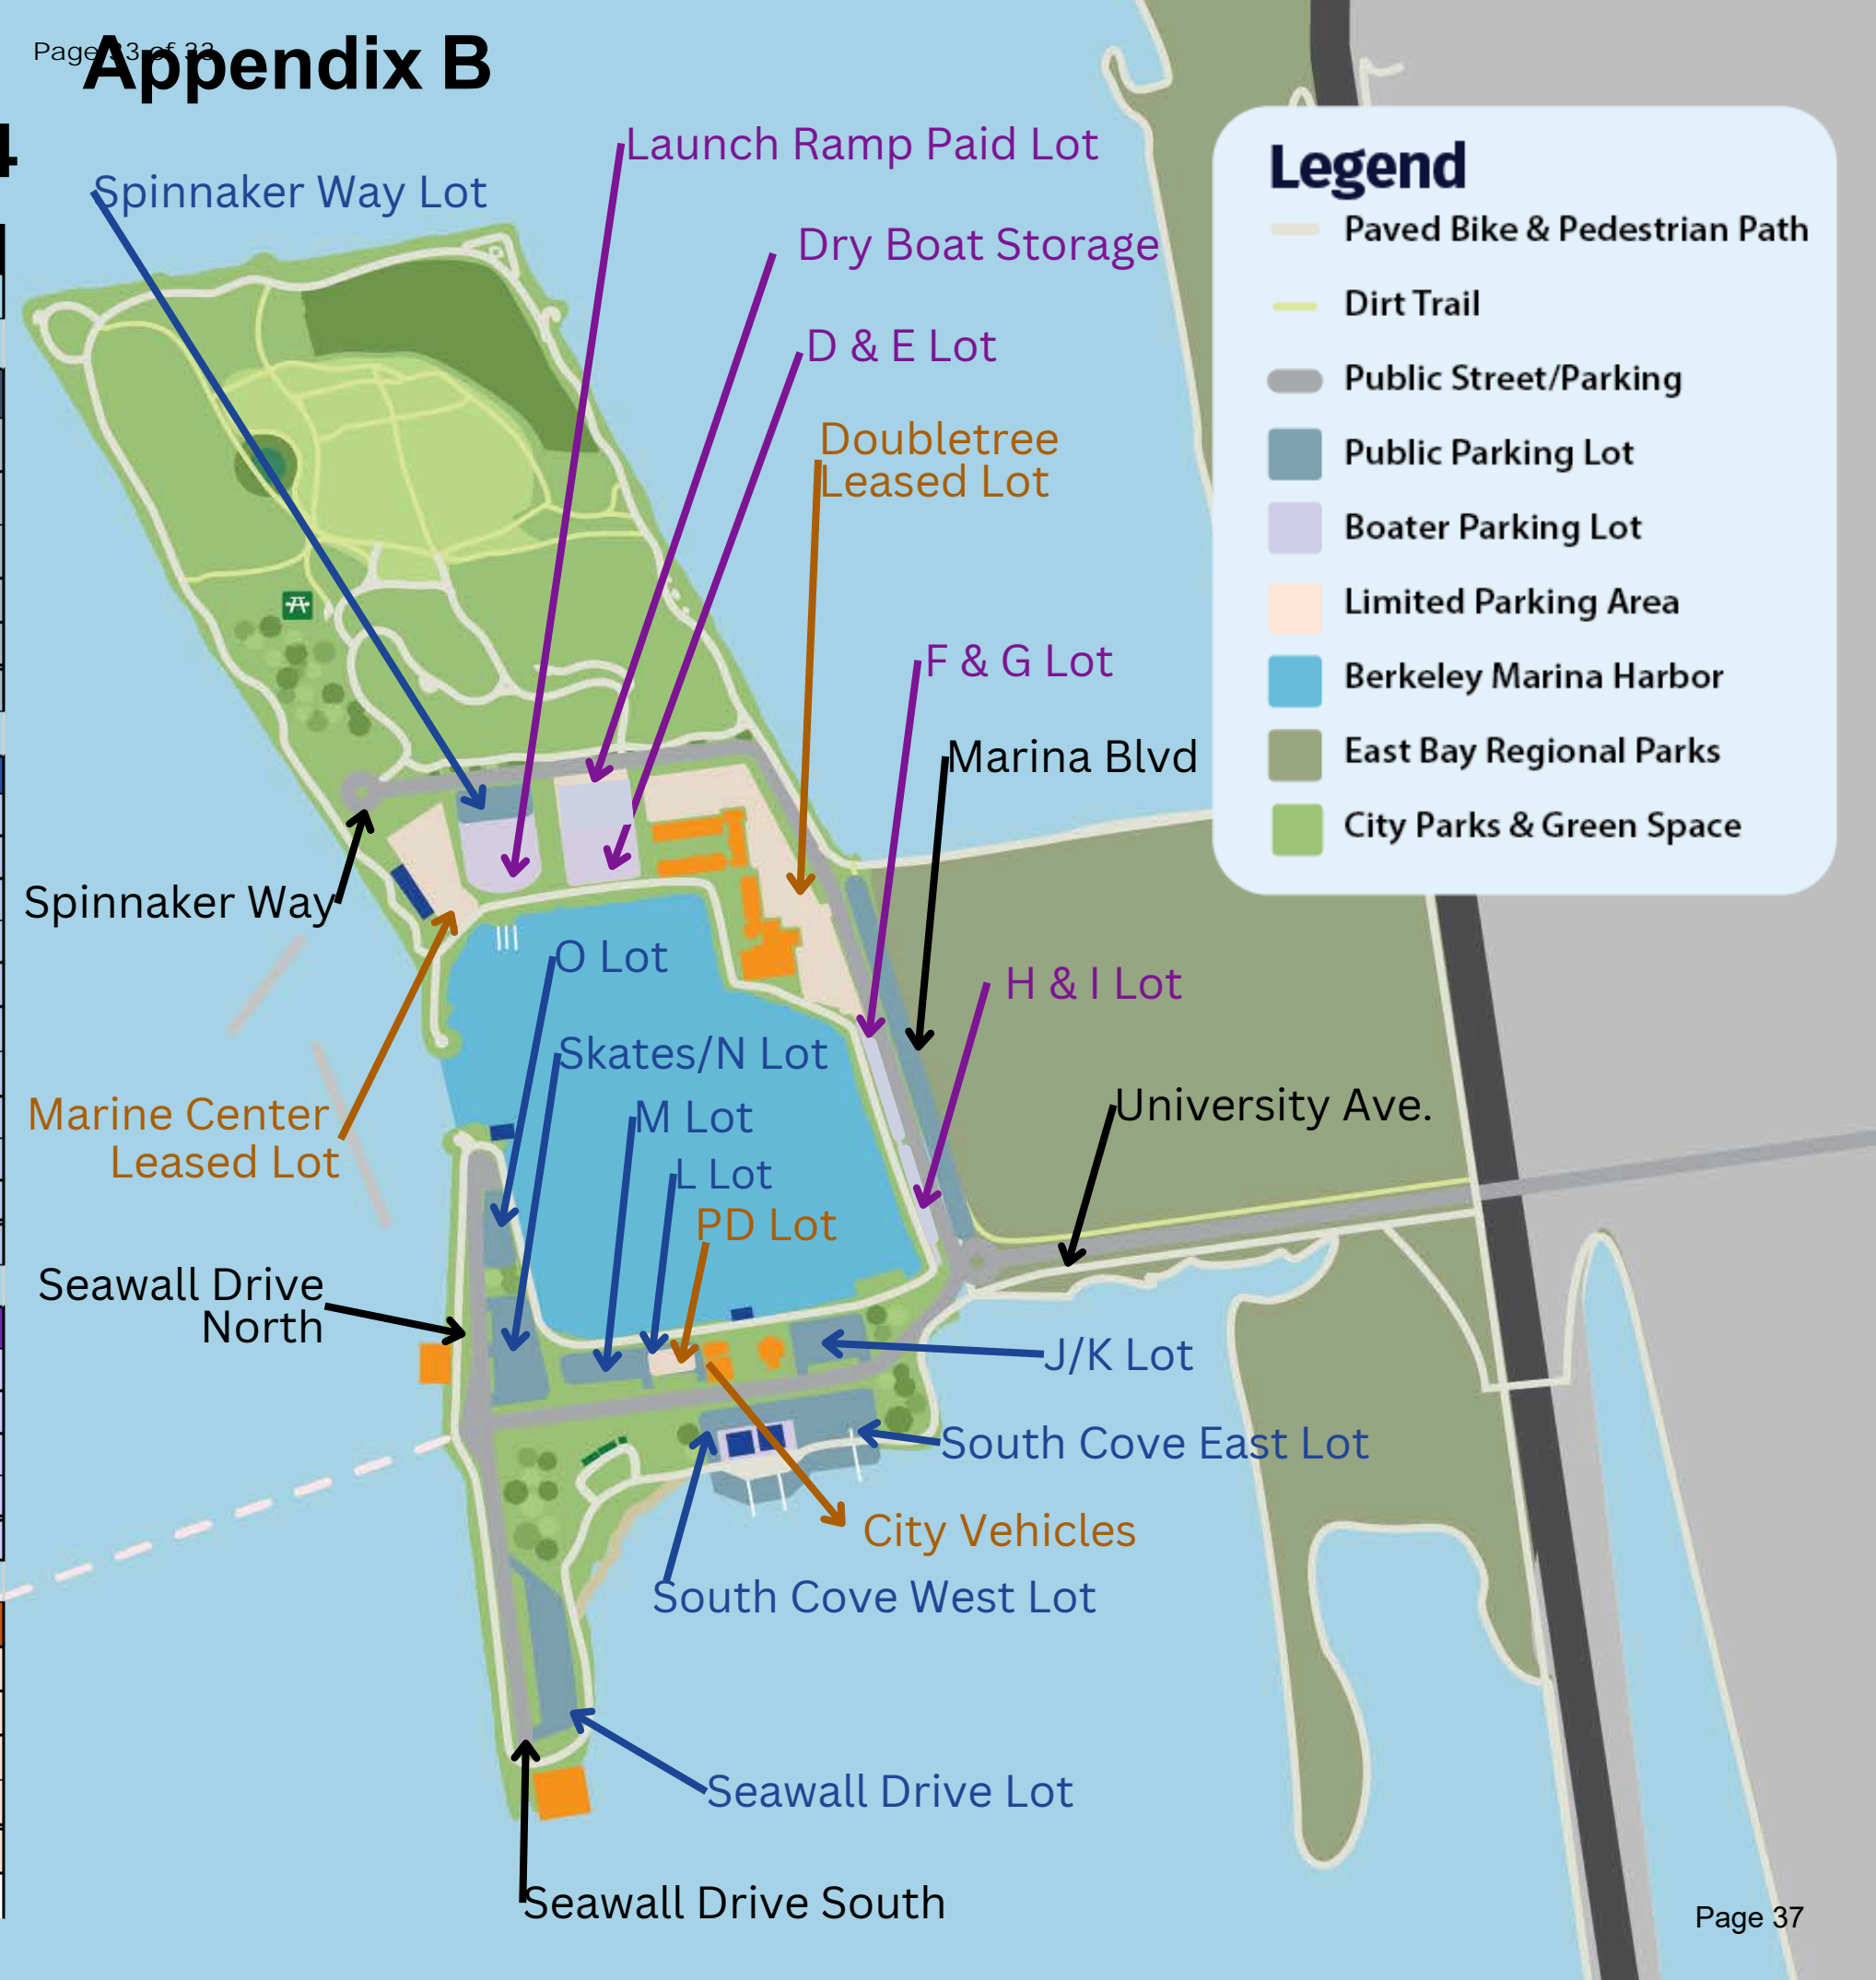 Page 33 of 33
Appendix B
4
Launch Ramp Paid Lot
Spinnaker Way Lot
Dry Boat Storage
D & E Lot
Doubletree
Leased Lot
F & G Lot
Marina Blvd
Spinnaker Way
O Lot
H & I Lot
Skates/N Lot
Marine Center
Leased Lot
M Lot
University Ave.
L Lot
PD Lot
Seawall Drive
North
J/K Lot
South Cove East Lot
City Vehicles
South Cove West Lot
Seawall Drive Lot
Seawall Drive South
Legend
Paved Bike & Pedestrian Path
Dirt Trail
Public Street/Parking
Public Parking Lot
Boater Parking Lot
Limited Parking Area
Berkeley Marina Harbor
East Bay Regional Parks
City Parks & Green Space
Page 37